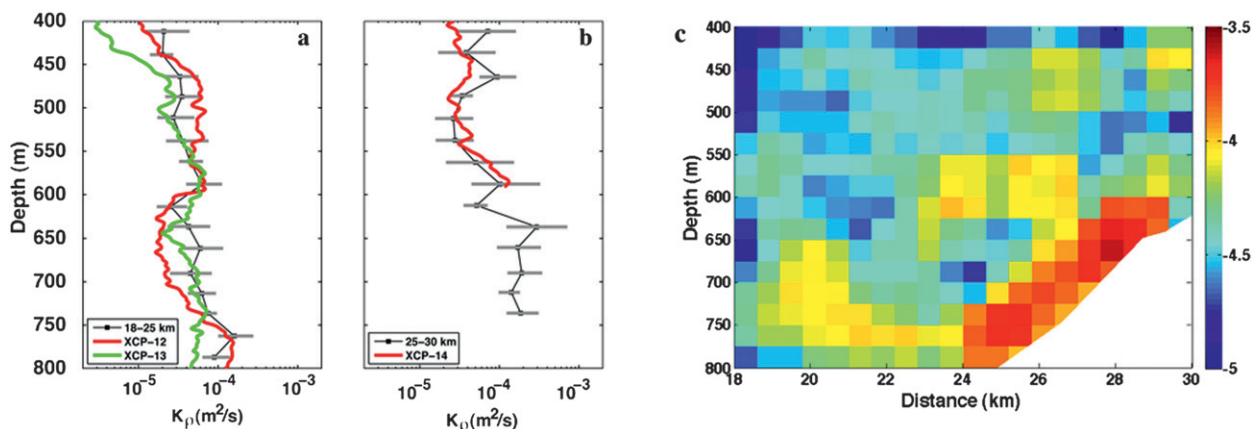 a
400
450
500
550
600
650
700
750
800
Depth (m)
18–25 km
XCP–12
XCP–13
10⁻⁵
10⁻⁴
10⁻³
Kρ(m²/s)
b
25–30 km
XCP–14
10⁻⁵
10⁻⁴
10⁻³
Kρ(m²/s)
c
400
450
500
550
600
650
700
750
800
Depth (m)
18
20
22
24
26
28
30
Distance (km)
-3.5
-4
-4.5
-5